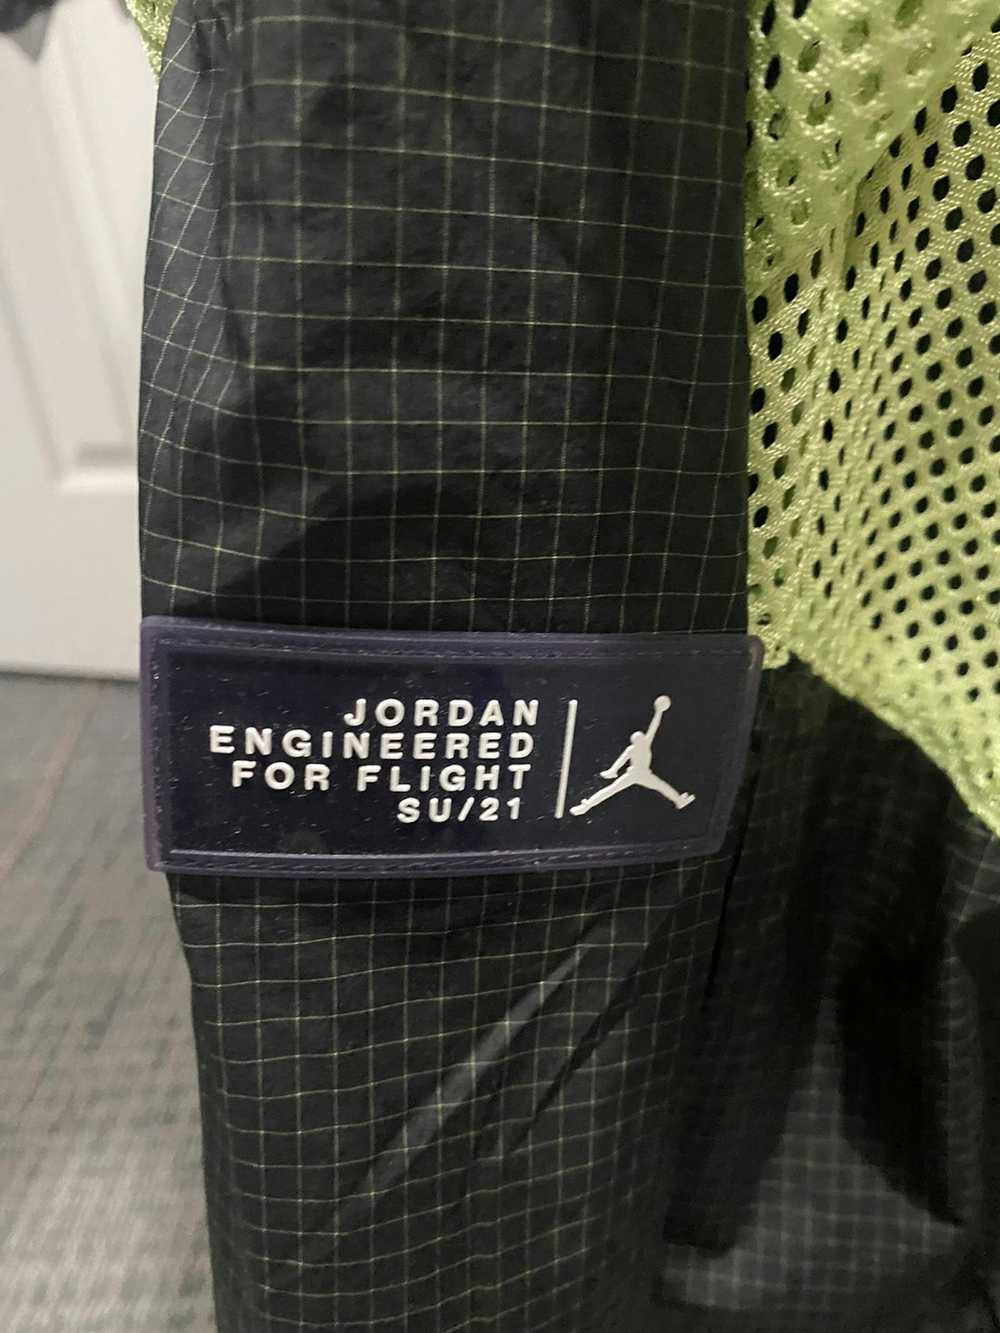 JORDAN
ENGINEERED
FOR FLIGHT
SU/21